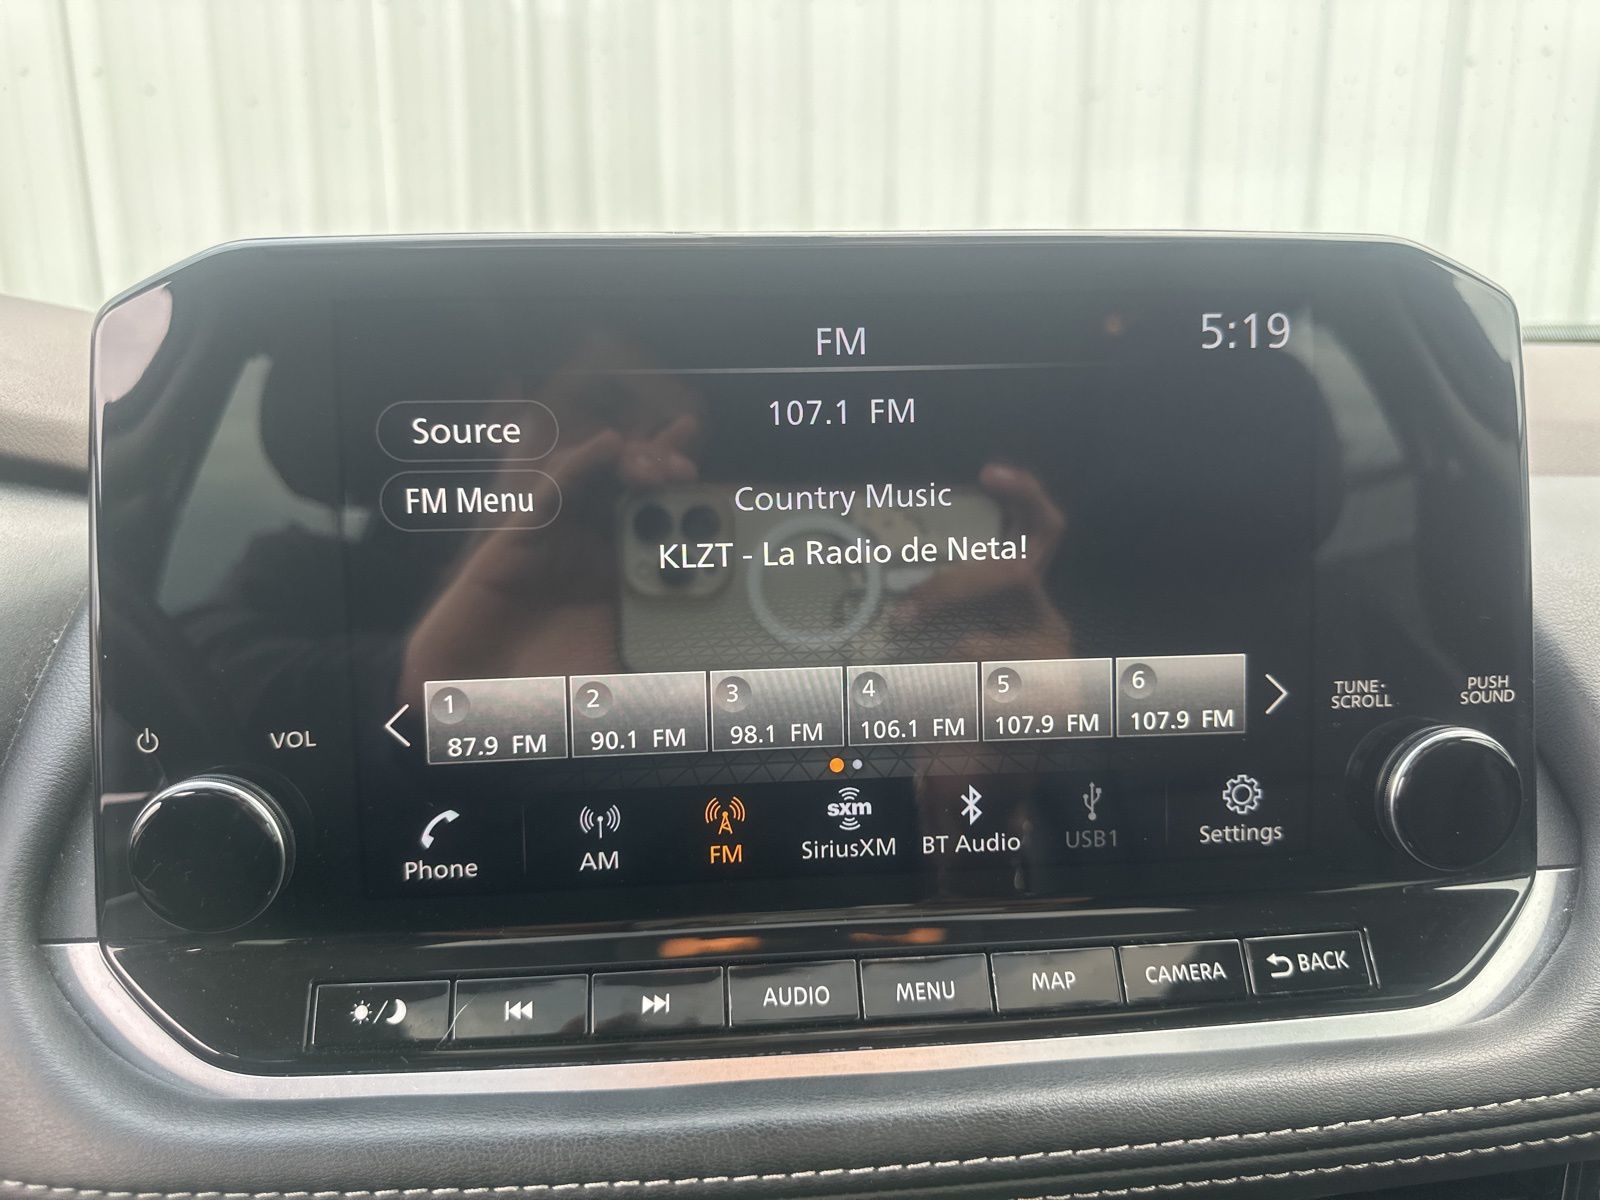 FM
5:19
107.1 FM
Source
FM Menu
Country Music
KLZT - La Radio de Neta!
1
87.9 FM
2
90.1 FM
3
98.1 FM
4
106.1 FM
5
107.9 FM
6
107.9 FM
TUNE·
SCROLL
PUSH
SOUND
VOL
Phone
AM
FM
sxm
SiriusXM
BT Audio
USB1
Settings
AUDIO
MENU
MAP
CAMERA
BACK